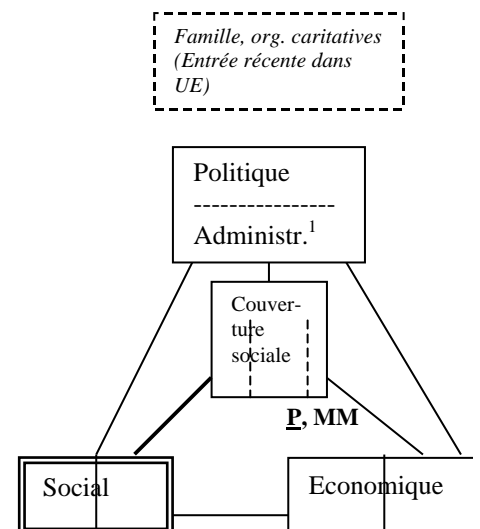 Famille, org. caritatives
(Entrée récente dans
UE)
Politique
----------------
Administr.1
Couver-
ture
sociale
P, MM
Social
Economique